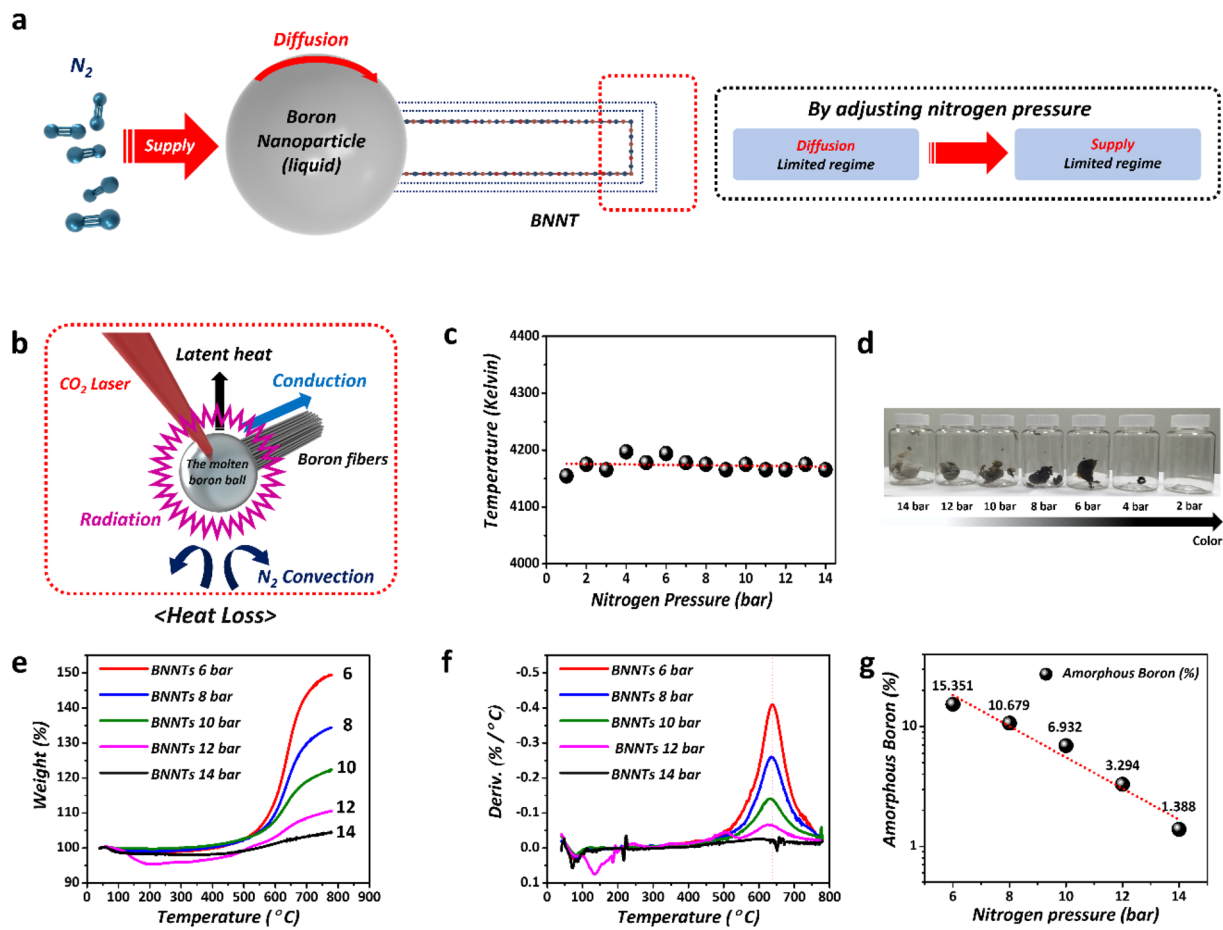 a
N2
Supply
Diffusion
Boron
Nanoparticle
(liquid)
BNNT
By adjusting nitrogen pressure
Diffusion
Limited regime
Supply
Limited regime
b
CO2 Laser
Latent heat
Conduction
The molten
boron ball
Boron fibers
Radiation
N2 Convection
<Heat Loss>
c
Temperature (Kelvin)
4400
4300
4200
4100
4000
0 2 4 6 8 10 12 14
Nitrogen Pressure (bar)
d
14 bar 12 bar 10 bar 8 bar 6 bar 4 bar 2 bar
Color
e
Weight (%)
150
140
130
120
110
100
90
BNNTs 6 bar
BNNTs 8 bar
BNNTs 10 bar
BNNTs 12 bar
BNNTs 14 bar
6
8
10
12
14
0 100 200 300 400 500 600 700 800 900
Temperature (°C)
f
Deriv. (% /°C)
-0.5
-0.4
-0.3
-0.2
-0.1
0.0
0.1
BNNTs 6 bar
BNNTs 8 bar
BNNTs 10 bar
BNNTs 12 bar
BNNTs 14 bar
0 100 200 300 400 500 600 700 800
Temperature (°C)
g
Amorphous Boron (%)
10
1
Amorphous Boron (%)
15.351
10.679
6.932
3.294
1.388
6 8 10 12 14
Nitrogen pressure (bar)